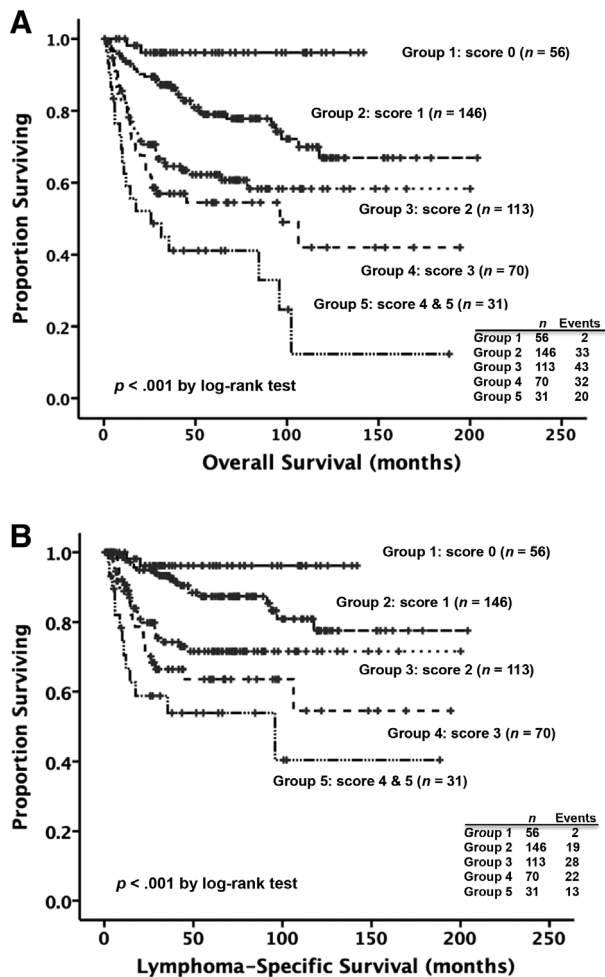 A
1.0
Group 1: score 0 (n = 56)
0.8
Group 2: score 1 (n = 146)
0.6
Group 3: score 2 (n = 113)
0.4
Group 4: score 3 (n = 70)
Group 5: score 4 & 5 (n = 31)
0.2
0.0
Proportion Surviving
n Events
Group 1 56 2
Group 2 146 33
Group 3 113 43
Group 4 70 32
Group 5 31 20
p < .001 by log-rank test
0 50 100 150 200 250
Overall Survival (months)
B
1.0
Group 1: score 0 (n = 56)
0.8
Group 2: score 1 (n = 146)
Group 3: score 2 (n = 113)
0.6
Group 4: score 3 (n = 70)
0.4
Group 5: score 4 & 5 (n = 31)
0.2
0.0
Proportion Surviving
n Events
Group 1 56 2
Group 2 146 19
Group 3 113 28
Group 4 70 22
Group 5 31 13
p < .001 by log-rank test
0 50 100 150 200 250
Lymphoma-Specific Survival (months)